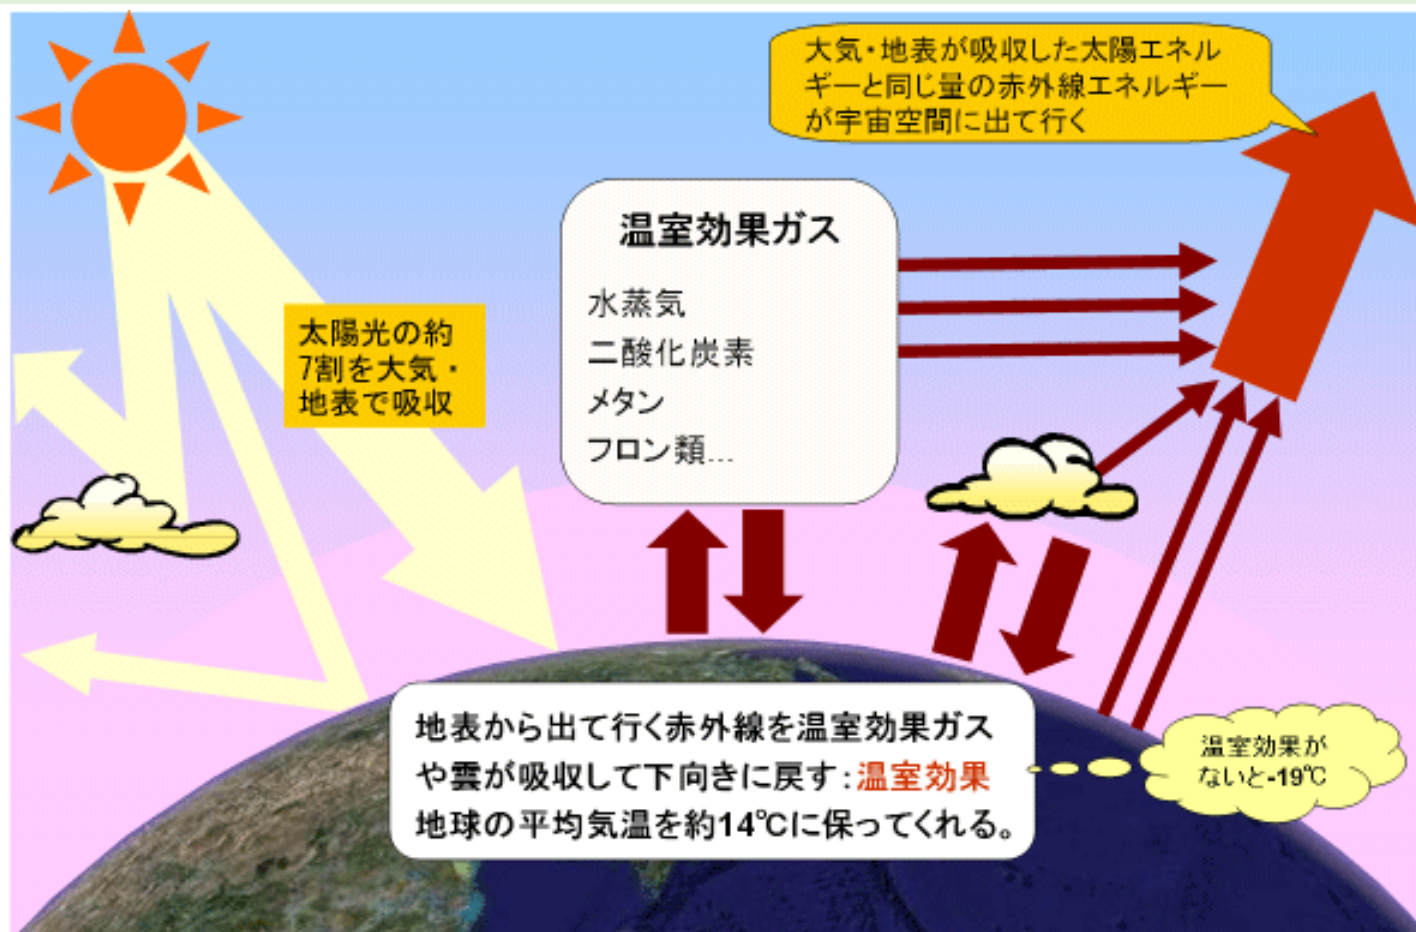 大気・地表が吸収した太陽エネル
ギーと同じ量の赤外線エネルギー
が宇宙空間に出て行く
温室効果ガス
水蒸気
二酸化炭素
メタン
フロン類...
太陽光の約
7割を大気・
地表で吸収
地表から出て行く赤外線を温室効果ガス
や雲が吸収して下向きに戻す:温室効果
地球の平均気温を約14℃に保ってくれる。
温室効果が
ないと-19℃